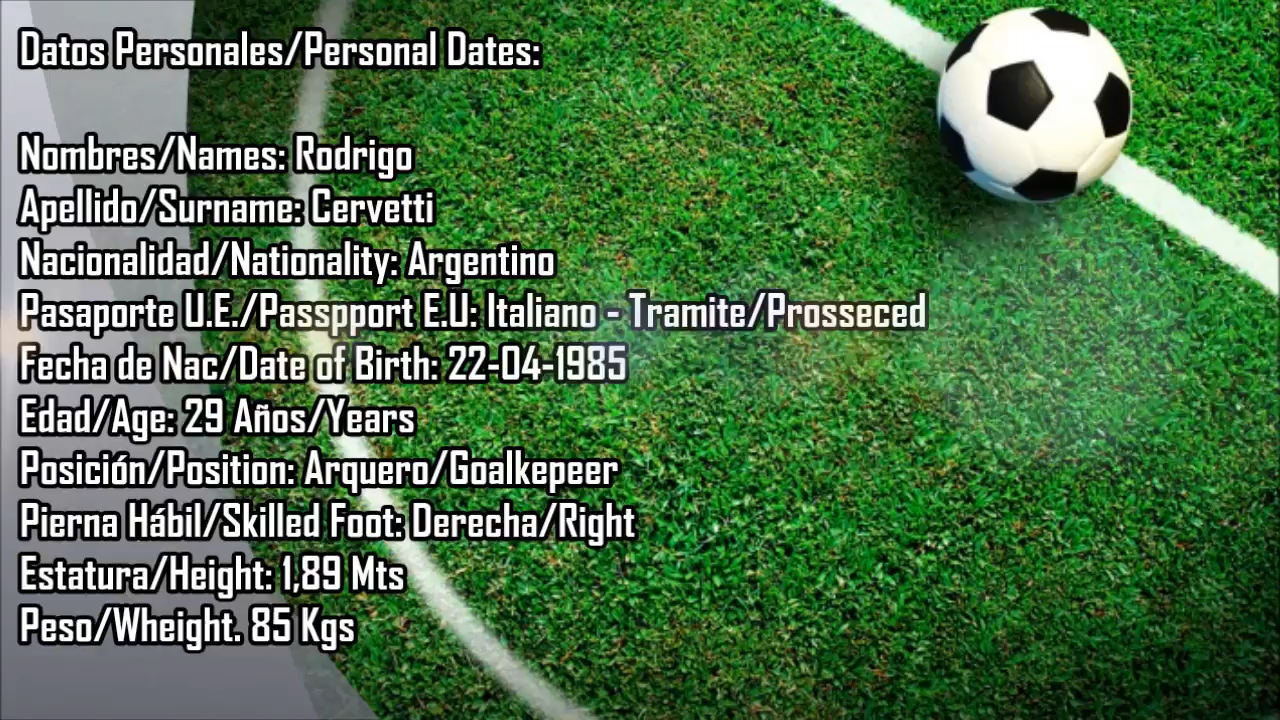 Datos Personales/Personal Dates:
Nombres/Names: Rodrigo
Apellido/Surname: Cervetti
Nacionalidad/Nationality: Argentino
Pasaporte U.E./Passpport E.U: Italiano - Tramite/Prosseced
Fecha de Nac/Date of Birth: 22-04-1985
Edad/Age: 29 Años/Years
Posición/Position: Arquero/Goalkepeer
Pierna Hábil/Skilled Foot: Derecha/Right
Estatura/Height: 1,89 Mts
Peso/Wheight. 85 Kgs